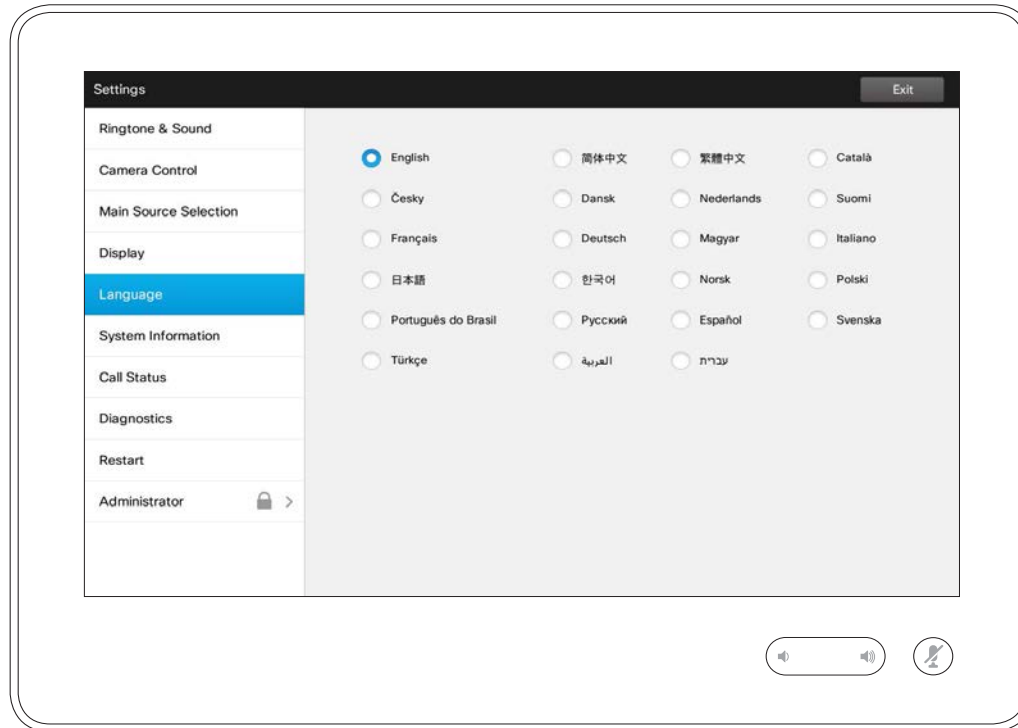 Settings
Exit
Ringtone & Sound
Camera Control
Main Source Selection
Display
Language
System Information
Call Status
Diagnostics
Restart
Administrator
English
简体中文
繁體中文
Català
Česky
Dansk
Nederlands
Suomi
Français
Deutsch
Magyar
Italiano
日本語
한국어
Norsk
Polski
Português do Brasil
Русский
Español
Svenska
Türkçe
العربية
עברית